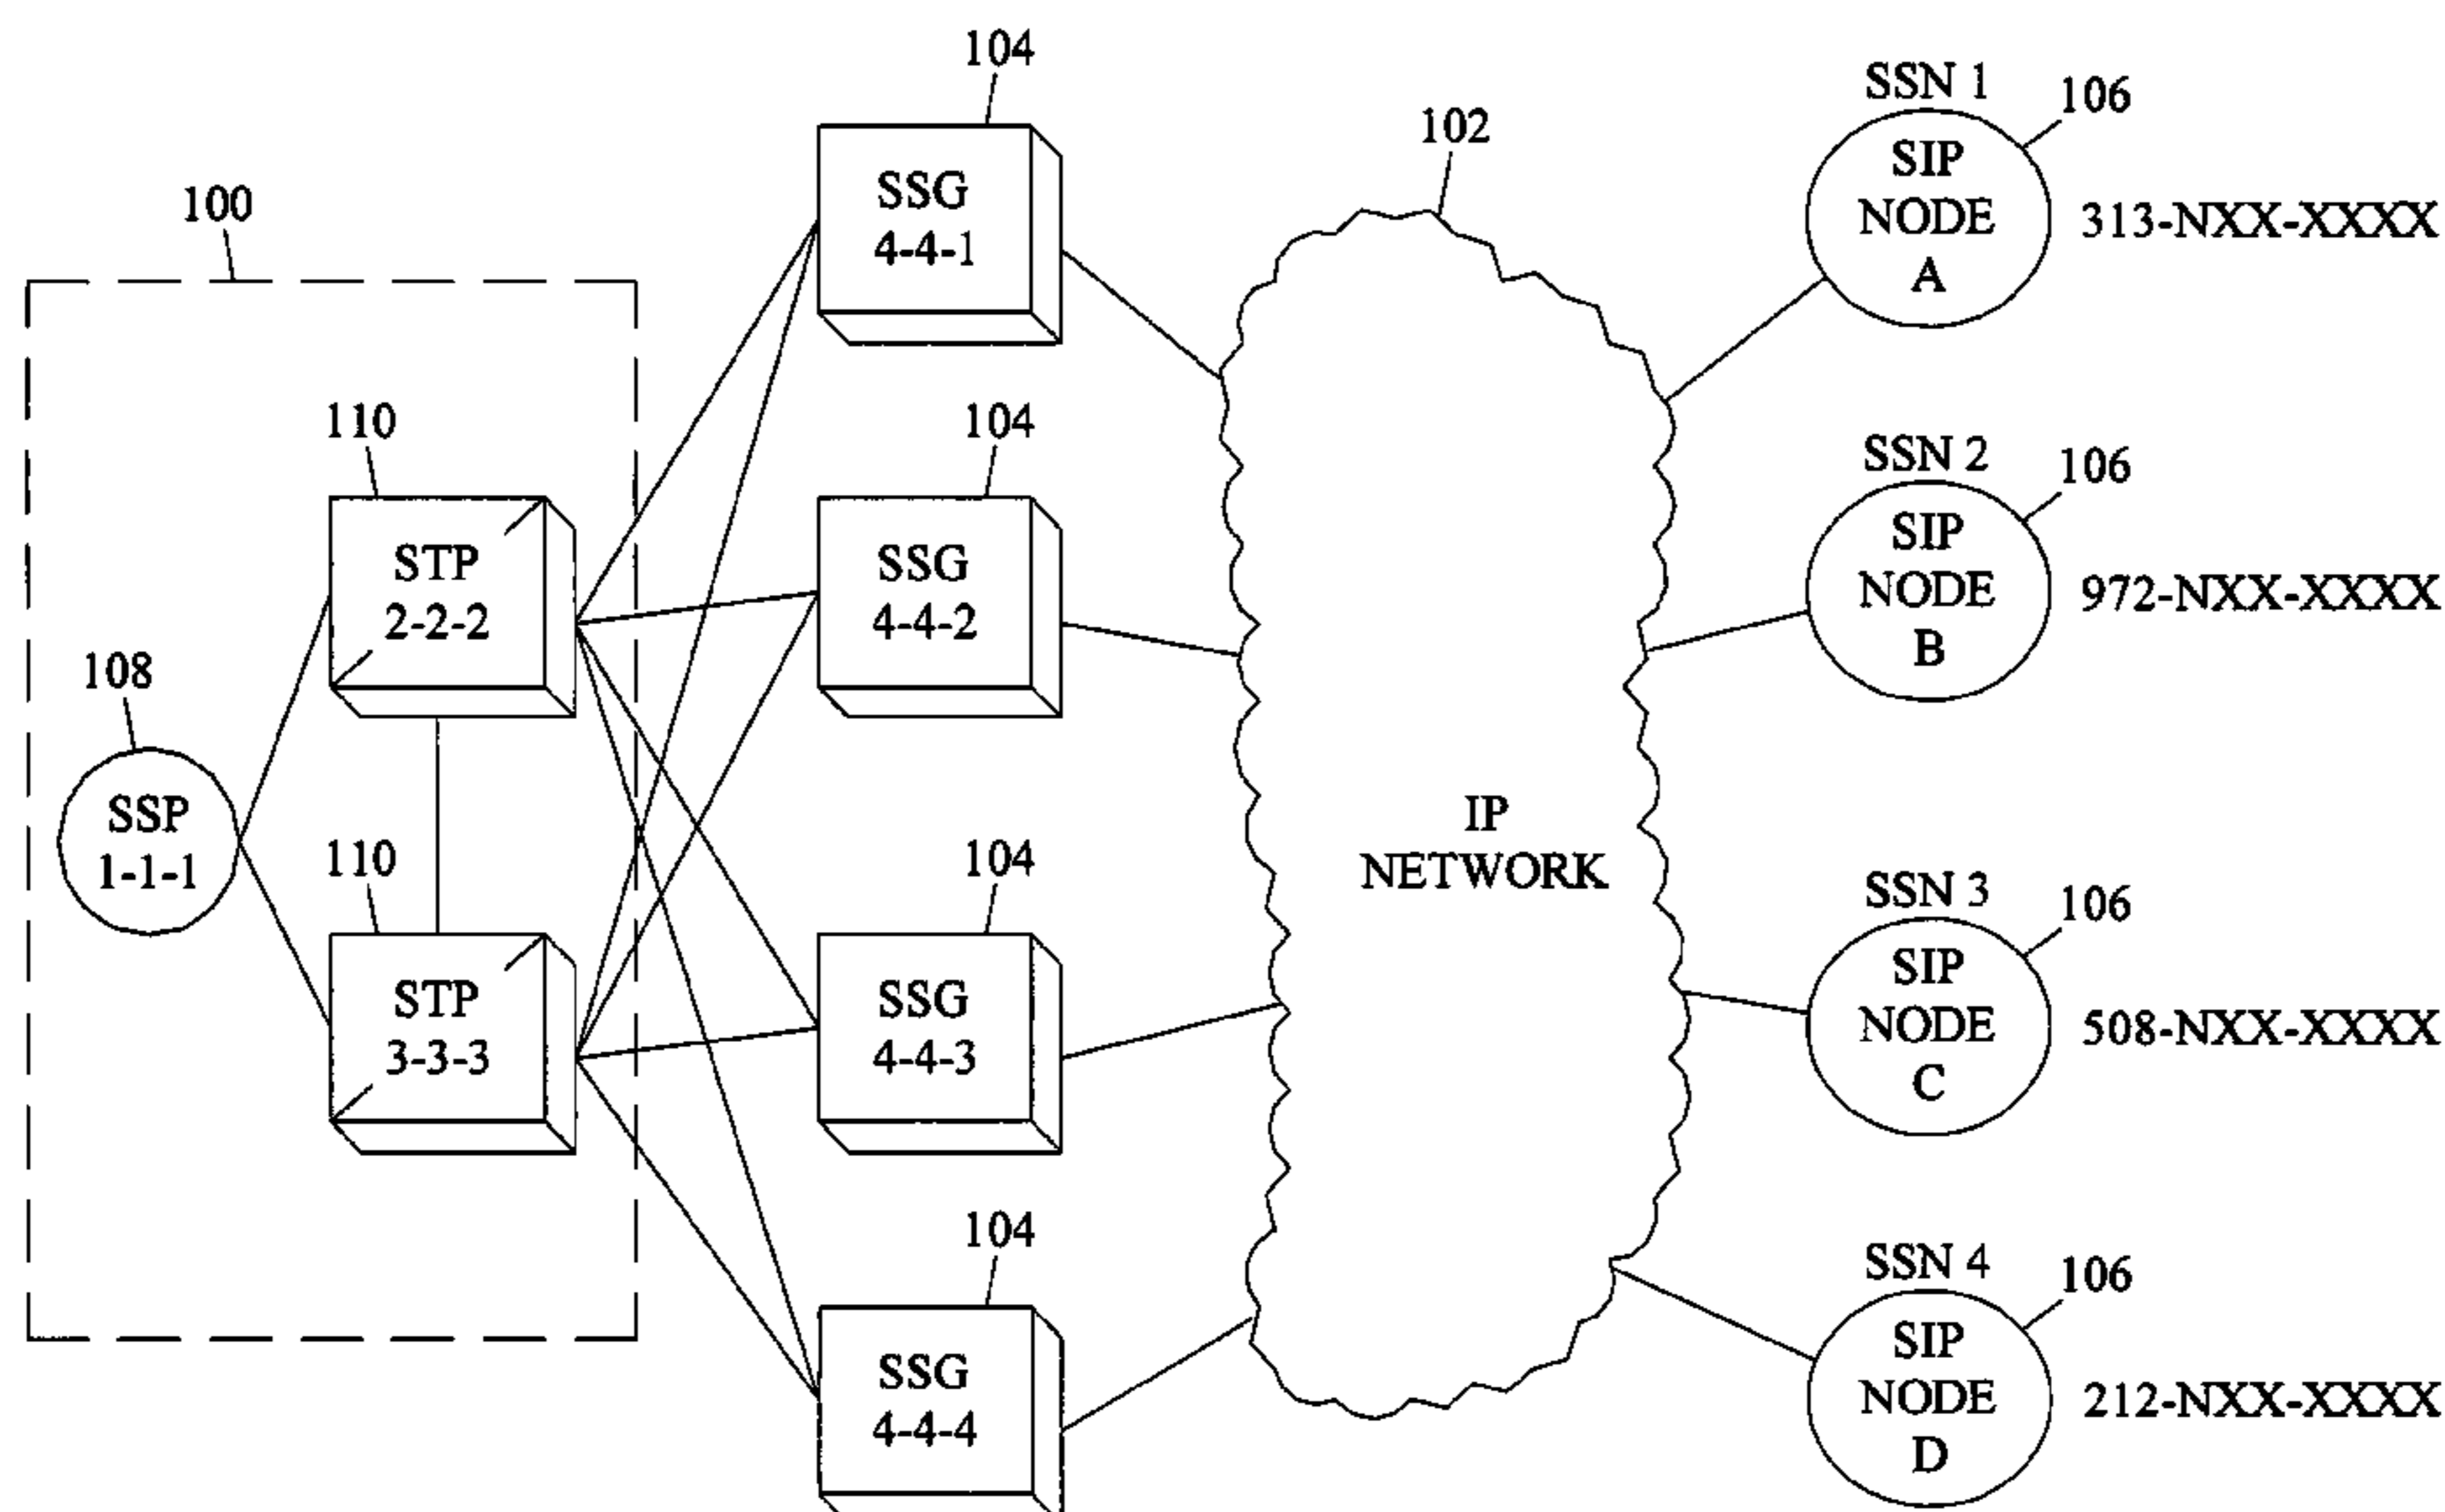 104
SSN 1
106
102
SIP
NODE
A
SSG
4-4-1
313-NXX-XXXX
100
110
104
SSN 2
106
STP
2-2-2
SSG
4-4-2
SIP
NODE
B
972-NXX-XXXX
108
SSP
1-1-1
IP
NETWORK
110
104
SSN 3
106
STP
3-3-3
SSG
4-4-3
SIP
NODE
C
508-NXX-XXXX
104
SSN 4
106
SSG
4-4-4
SIP
NODE
D
212-NXX-XXXX